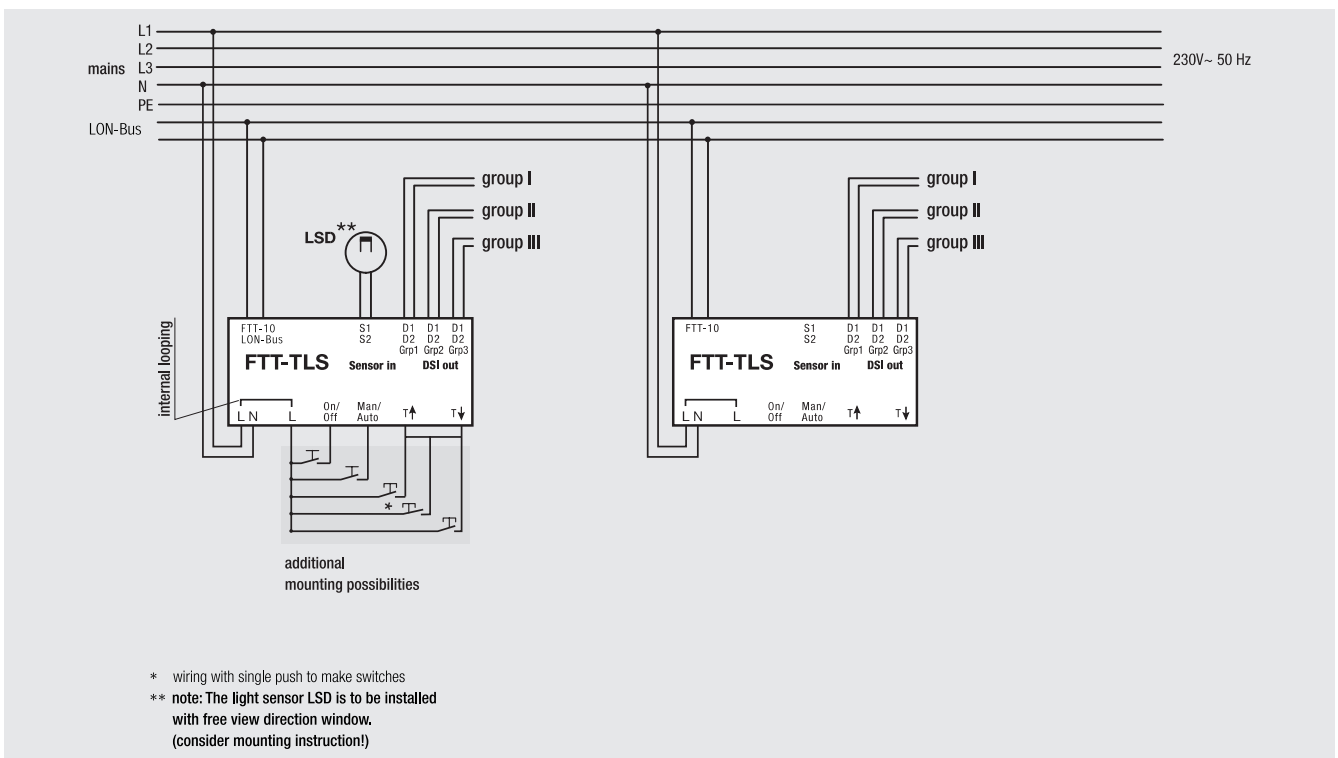 L1
L2
mains L3
N
PE
LON-Bus
230V~ 50 Hz
group I
group II
group III
LSD**
group I
group II
group III
internal looping
FTT-10
LON-Bus
S1
S2
D1 D1 D1
D2 D2 D2
Grp1 Grp2 Grp3
FTT-TLS
Sensor in
DSI out
L N
L
On/
Off
Man/
Auto
T
T
FTT-10
S1
S2
D1 D1 D1
D2 D2 D2
Grp1 Grp2 Grp3
FTT-TLS
Sensor in
DSI out
L N
L
On/
Off
Man/
Auto
T
T
*
additional
mounting possibilities
* wiring with single push to make switches
** note: The light sensor LSD is to be installed
with free view direction window.
(consider mounting instruction!)